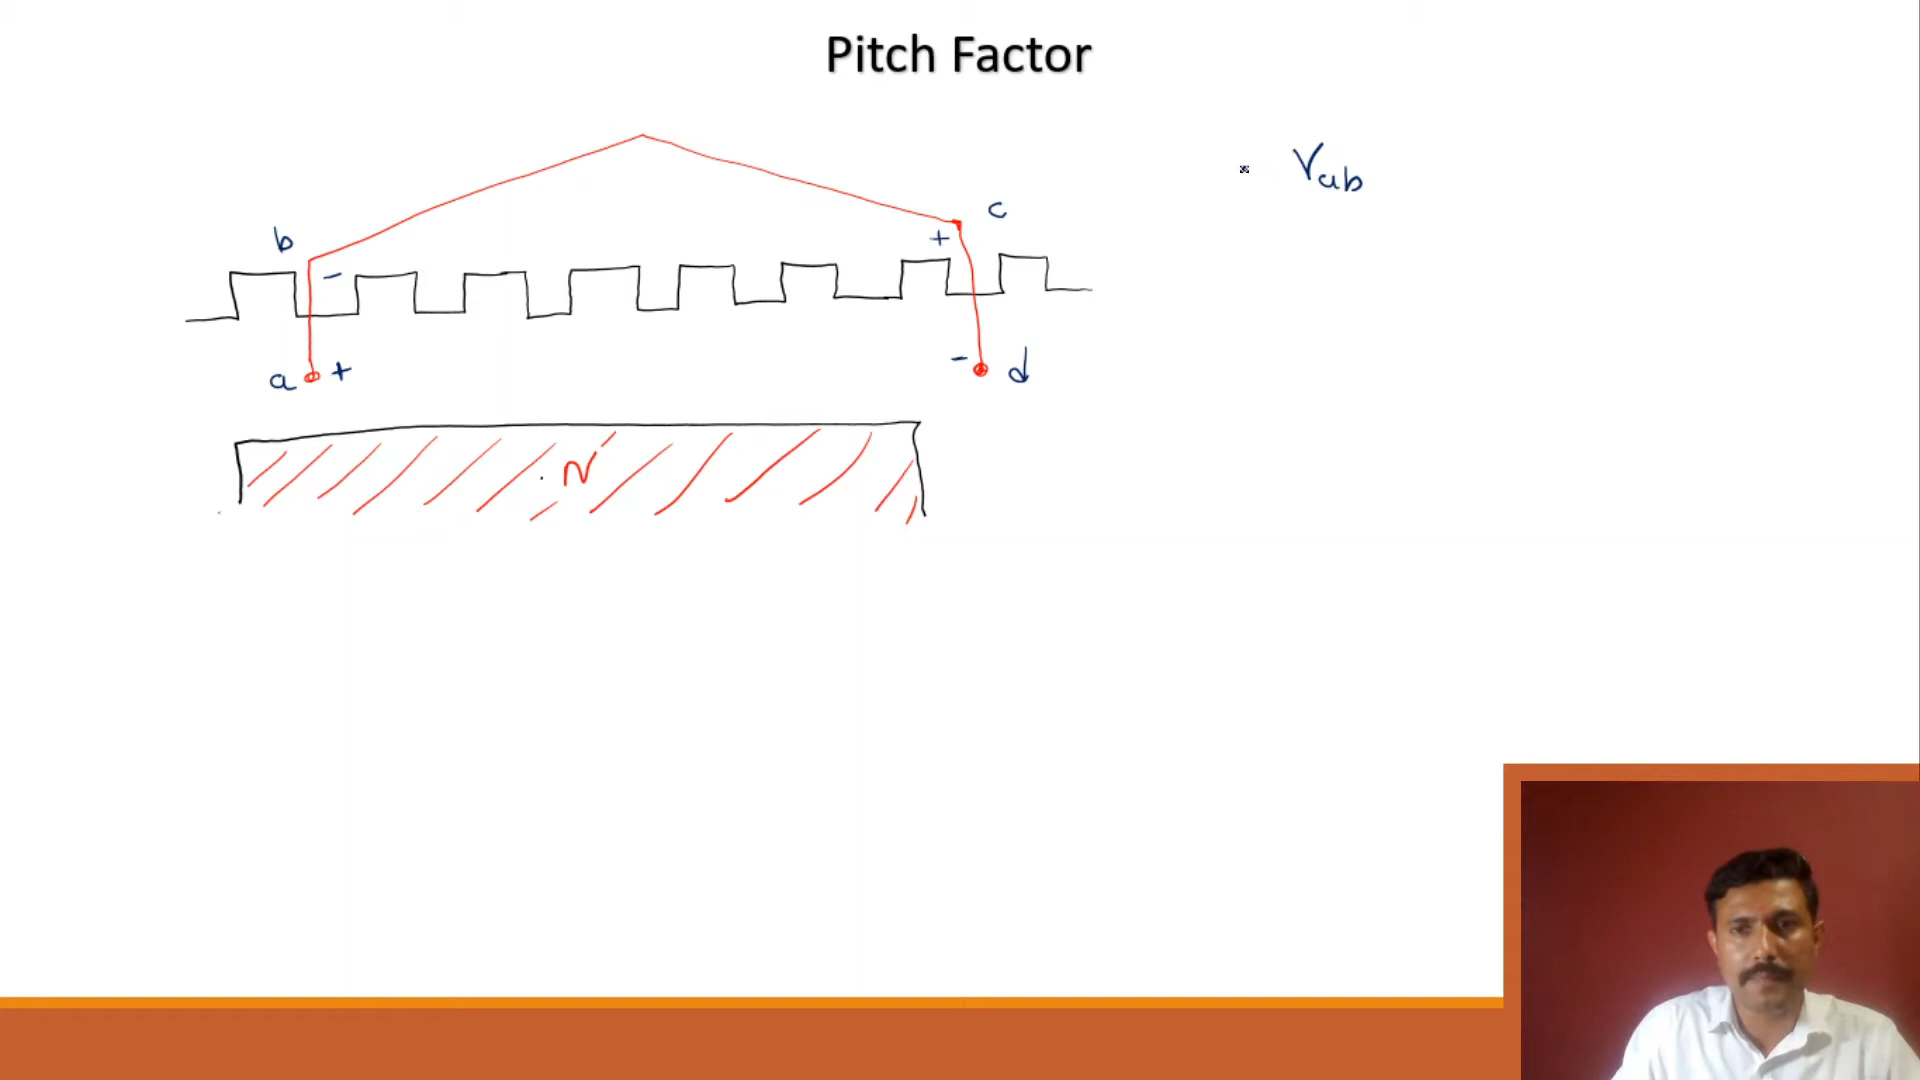 Pitch Factor
Vab
b - + c
a + - d
N